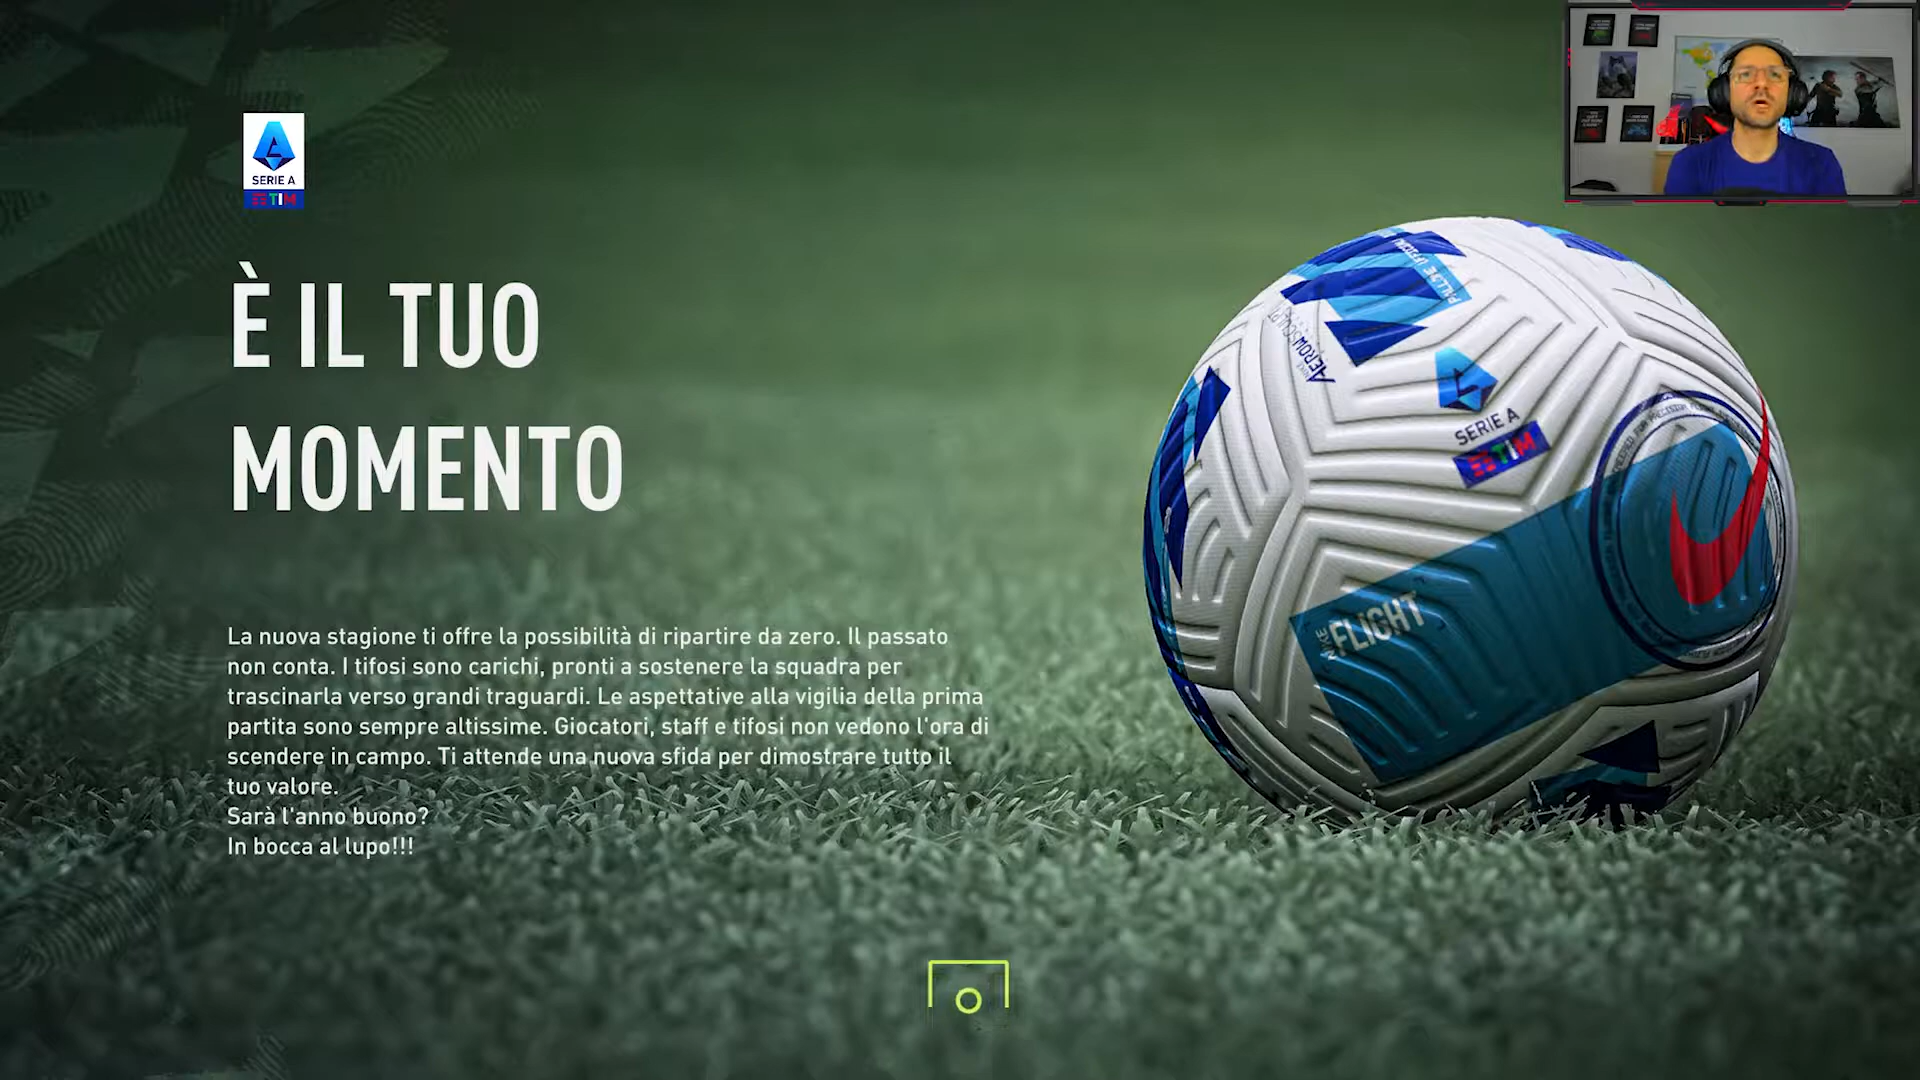 SERIE A
TIM
È IL TUO
MOMENTO
La nuova stagione ti offre la possibilità di ripartire da zero. Il passato
non conta. I tifosi sono carichi, pronti a sostenere la squadra per
trascinarla verso grandi traguardi. Le aspettative alla vigilia della prima
partita sono sempre altissime. Giocatori, staff e tifosi non vedono l'ora di
scendere in campo. Ti attende una nuova sfida per dimostrare tutto il
tuo valore.
Sarà l'anno buono?
In bocca al lupo!!!
NIKE
AEROWSCULPT
SERIE A
TIM
NIKE
FLIGHT